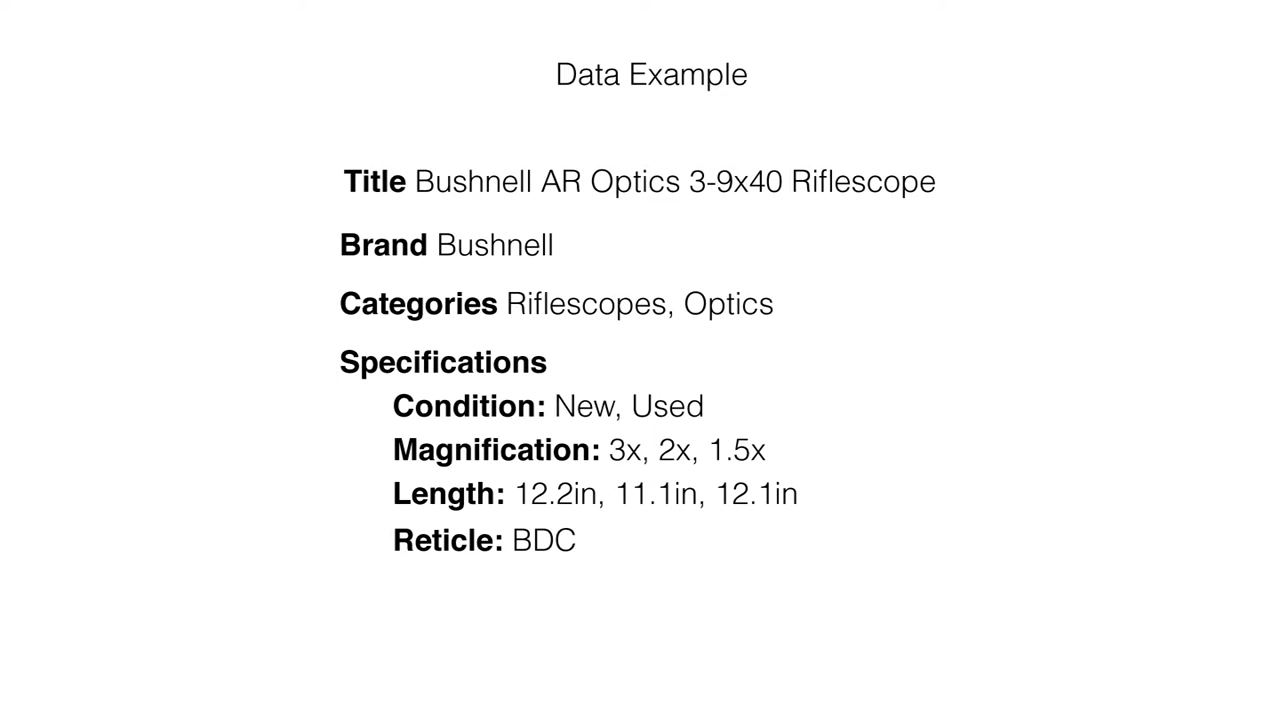 Data Example
Title Bushnell AR Optics 3-9x40 Riflescope
Brand Bushnell
Categories Riflescopes, Optics
Specifications
Condition: New, Used
Magnification: 3x, 2x, 1.5x
Length: 12.2in, 11.1in, 12.1in
Reticle: BDC